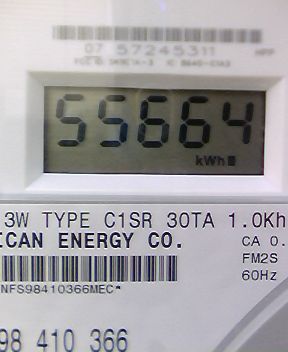 07 57245311
55664
kWh
3W TYPE C1SR 30TA 1.0Kh
ICAN ENERGY CO.
CA 0.
FM2S
60Hz
NFS98410366MEC*
98 410 366